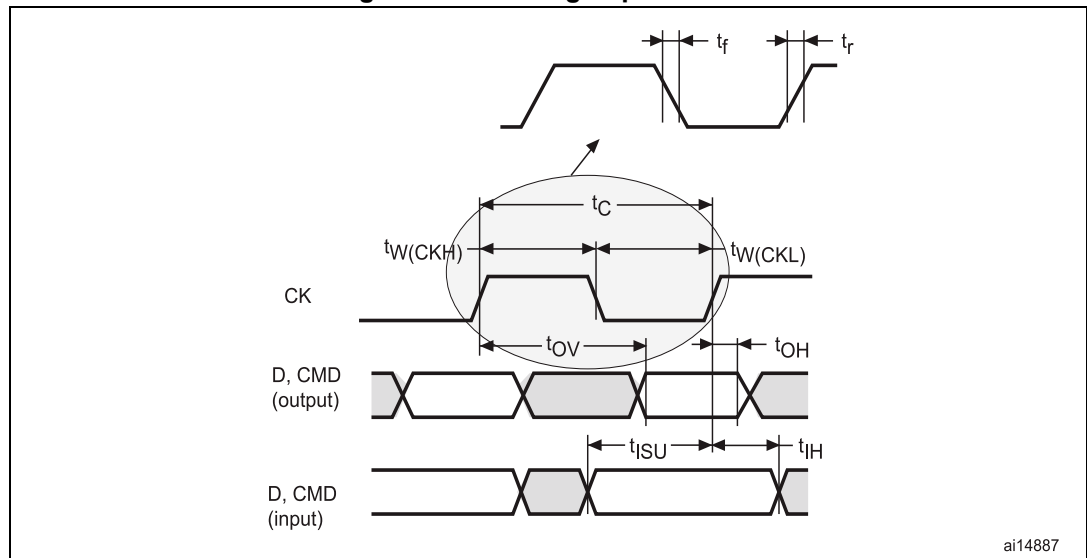 tf
tr
tC
tW(CKH)
tW(CKL)
CK
tOV
tOH
D, CMD
(output)
tISU
tIH
D, CMD
(input)
ai14887